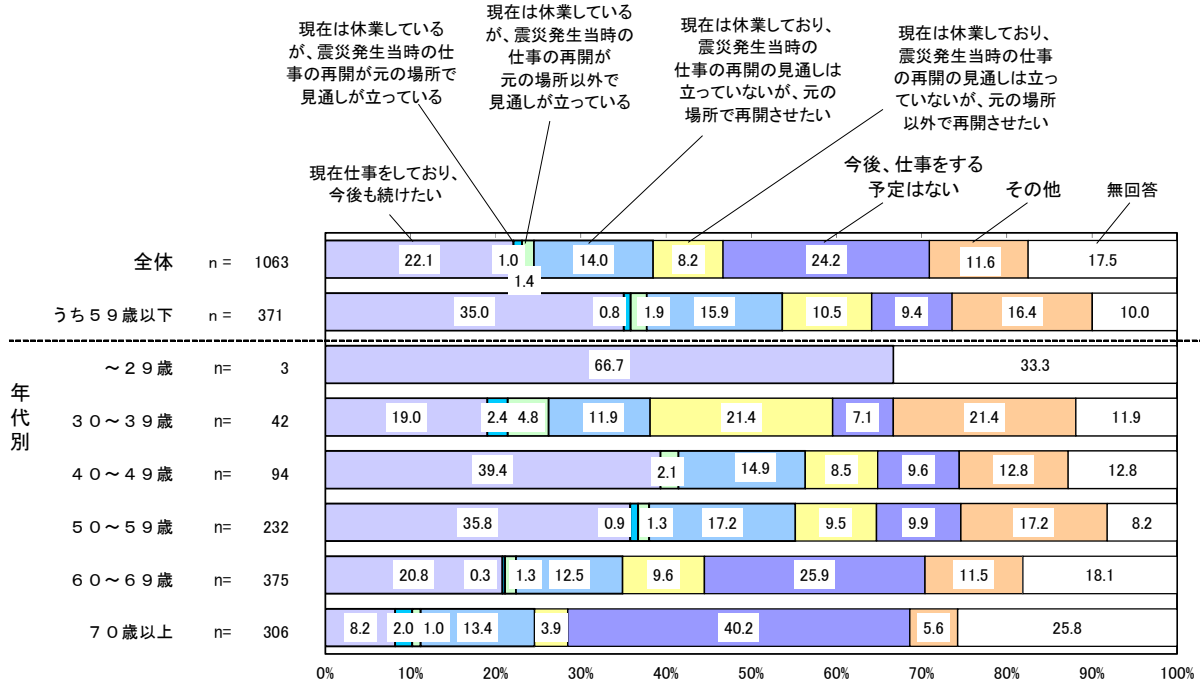 現在は休業している
が、震災発生当時の仕
事の再開が元の場所で
見通しが立っている
現在は休業している
が、震災発生当時の
仕事の再開が
元の場所以外で
見通しが立っている
現在は休業しており、
震災発生当時の
仕事の再開の見通しは
立っていないが、元の
場所で再開させたい
現在は休業しており、
震災発生当時の仕事
の再開の見通しは立っ
ていないが、元の場所
以外で再開させたい
現在仕事をしており、
今後も続けたい
今後、仕事をする
予定はない
その他
無回答
全体 n = 1063 22.1 1.0 1.4 14.0 8.2 24.2 11.6 17.5
うち59歳以下 n = 371 35.0 0.8 1.9 15.9 10.5 9.4 16.4 10.0
年代別
~29歳 n= 3 66.7 33.3
30~39歳 n= 42 19.0 2.4 4.8 11.9 21.4 7.1 21.4 11.9
40~49歳 n= 94 39.4 2.1 14.9 8.5 9.6 12.8 12.8
50~59歳 n= 232 35.8 0.9 1.3 17.2 9.5 9.9 17.2 8.2
60~69歳 n= 375 20.8 0.3 1.3 12.5 9.6 25.9 11.5 18.1
70歳以上 n= 306 8.2 2.0 1.0 13.4 3.9 40.2 5.6 25.8
0% 10% 20% 30% 40% 50% 60% 70% 80% 90% 100%